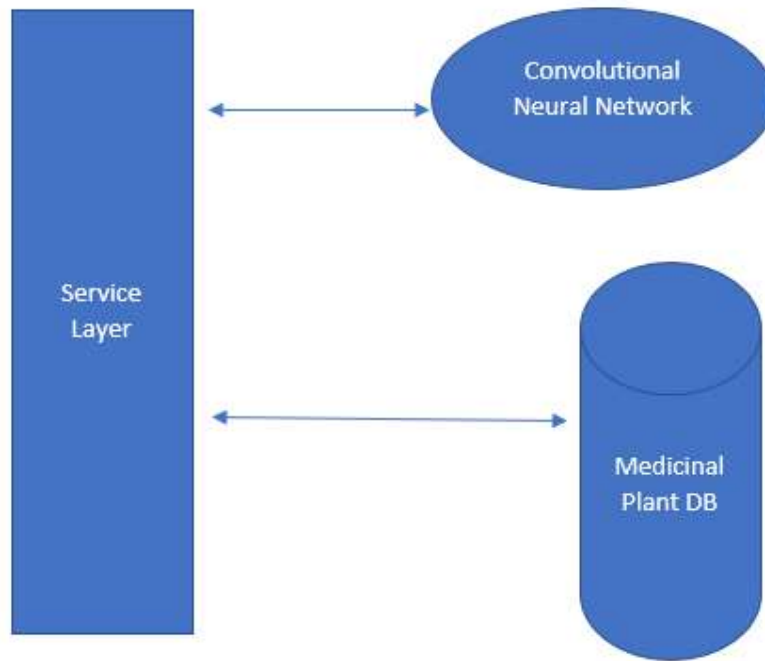 Convolutional
Neural Network
Service
Layer
Medicinal
Plant DB